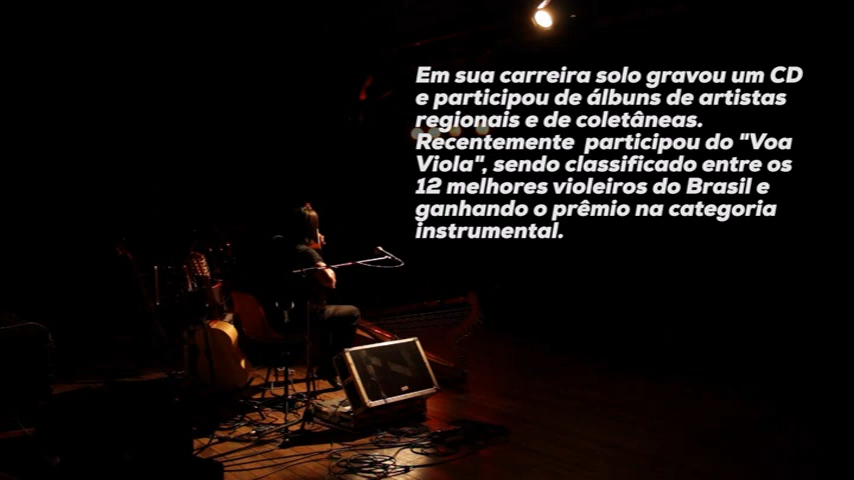 Em sua carreira solo gravou um CD
e participou de álbuns de artistas
regionais e de coletâneas.
Recentemente participou do "Voa
Viola", sendo classificado entre os
12 melhores violeiros do Brasil e
ganhando o prêmio na categoria
instrumental.